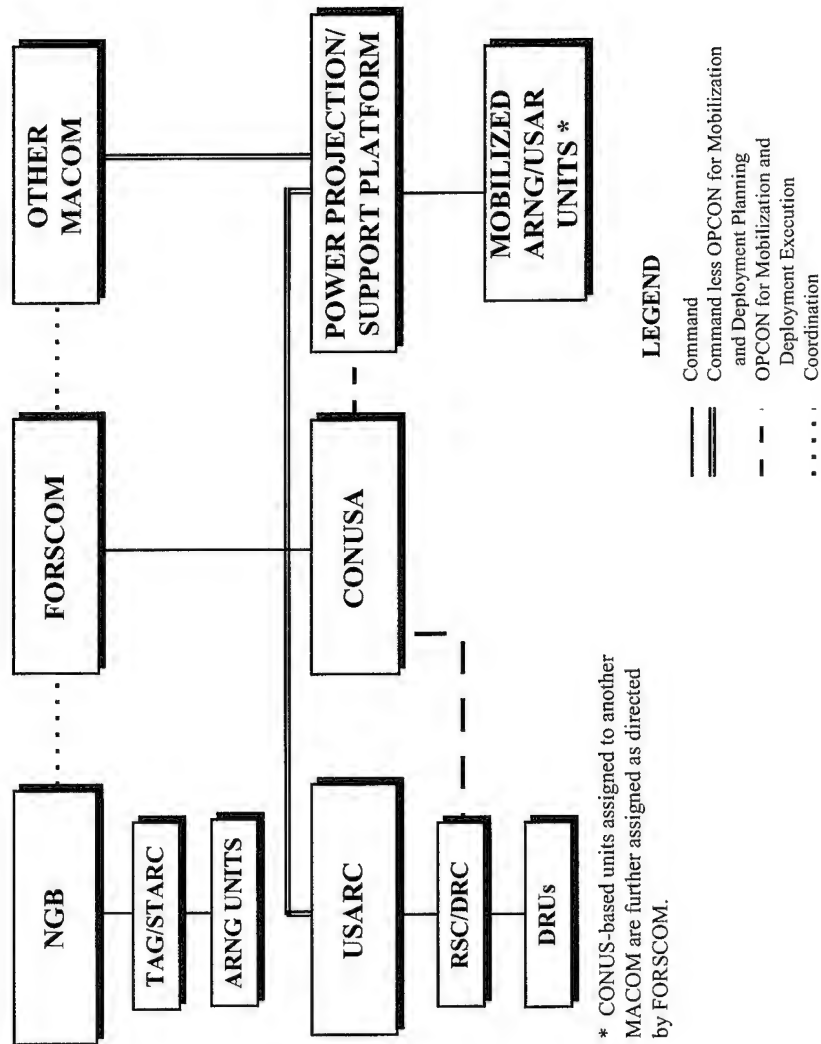 NGB
FORSCOM
OTHER
MACOM
TAG/STARC
ARNG UNITS
USARC
CONUSA
POWER PROJECTION/
SUPPORT PLATFORM
RSC/DRC
DRUs
MOBILIZED
ARNG/USAR
UNITS *
* CONUS-based units assigned to another
MACOM are further assigned as directed
by FORSCOM.
LEGEND
Command
Command less OPCON for Mobilization
and Deployment Planning
OPCON for Mobilization and
Deployment Execution
Coordination